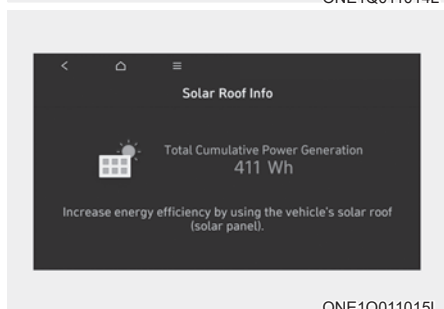 ONE1Q011014L
Solar Roof Info
Total Cumulative Power Generation
411 Wh
Increase energy efficiency by using the vehicle's solar roof
(solar panel).
ONE1Q011015L